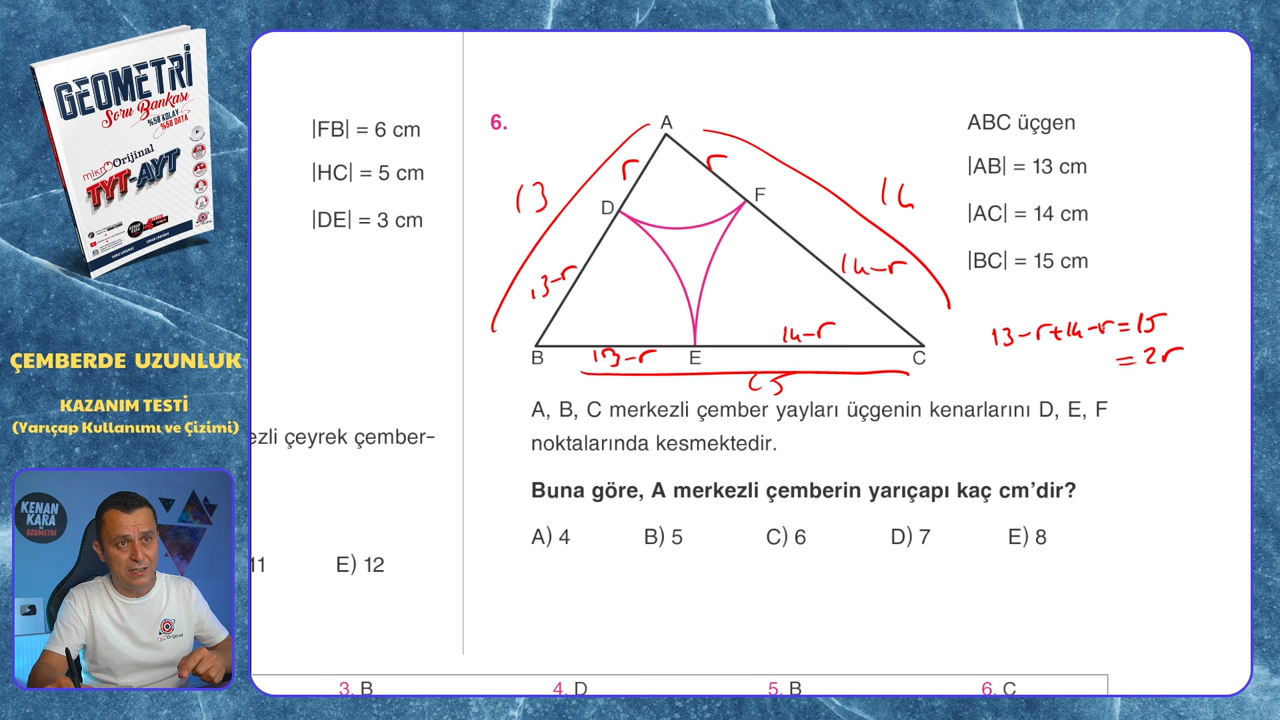 GEOMETRİ
Soru Bankası
%50 KOLAY
%50 ORTA
mikro Orijinal
TYT-AYT
ÇEMBERDE UZUNLUK
KAZANIM TESTİ
(Yarıçap Kullanımı ve Çizimi)
KENAN
KARA
GEOMETRİ
|FB| = 6 cm
|HC| = 5 cm
|DE| = 3 cm
ezli çeyrek çember-
11 E) 12
6.
A
r r
13 14
D F
13-r 14-r
14-r
B 13-r E C
15
ABC üçgen
|AB| = 13 cm
|AC| = 14 cm
|BC| = 15 cm
13-r+14-r=15
=2r
A, B, C merkezli çember yayları üçgenin kenarlarını D, E, F
noktalarında kesmektedir.
Buna göre, A merkezli çemberin yarıçapı kaç cm'dir?
A) 4 B) 5 C) 6 D) 7 E) 8
3. B 4. D 5. B 6. C